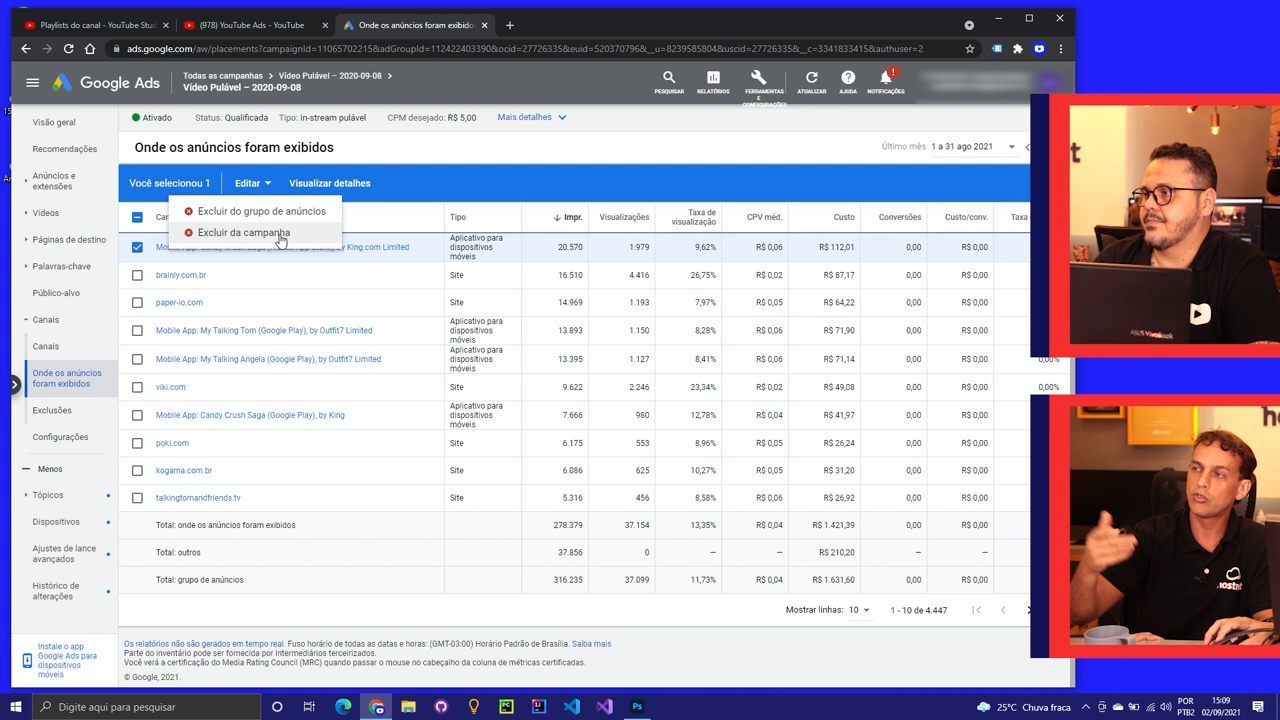 Playlists do canal - YouTube Stud
(978) YouTube Ads - YouTube
Onde os anúncios foram exibidos
ads.google.com/aw/placements?campaignId=11065702215&adGroupId=112422403390&ocid=27726335&euid=520370796&__u=8239585804&uscid=27726335&__c=3341833415&authuser=2
Google Ads
Todas as campanhas > Vídeo Pulável – 2020-09-08 >
Vídeo Pulável – 2020-09-08
PESQUISAR
RELATÓRIOS
FERRAMENTAS
E
CONFIGURAÇÕES
ATUALIZAR
AJUDA
NOTIFICAÇÕES
Visão geral
Recomendações
Anúncios e
extensões
Vídeos
Páginas de destino
Palavras-chave
Público-alvo
Canais
Canais
Onde os anúncios
foram exibidos
Exclusões
Configurações
Menos
Tópicos
Dispositivos
Ajustes de lance
avançados
Histórico de
alterações
Instale o app
Google Ads para
dispositivos
móveis
Ativado Status: Qualificada Tipo: In-stream pulável CPM desejado: R$ 5,00 Mais detalhes
Onde os anúncios foram exibidos
Último mês 1 a 31 ago 2021
Você selecionou 1 Editar Visualizar detalhes
Excluir do grupo de anúncios
Excluir da campanha
Tipo Impr. Visualizações Taxa de visualização CPV méd. Custo Conversões Custo/conv. Taxa
by King.com Limited Aplicativo para dispositivos móveis 20.570 1.979 9,62% R$ 0,06 R$ 112,01 0,00 R$ 0,00
brainly.com.br Site 16.510 4.416 26,75% R$ 0,02 R$ 87,17 0,00 R$ 0,00
paper-io.com Site 14.969 1.193 7,97% R$ 0,05 R$ 64,22 0,00 R$ 0,00
Mobile App: My Talking Tom (Google Play), by Outfit7 Limited Aplicativo para dispositivos móveis 13.893 1.150 8,28% R$ 0,06 R$ 71,90 0,00 R$ 0,00
Mobile App: My Talking Angela (Google Play), by Outfit7 Limited Aplicativo para dispositivos móveis 13.395 1.127 8,41% R$ 0,06 R$ 71,14 0,00 R$ 0,00 0,00%
viki.com Site 9.622 2.246 23,34% R$ 0,02 R$ 49,08 0,00 R$ 0,00 0,00%
Mobile App: Candy Crush Saga (Google Play), by King Aplicativo para dispositivos móveis 7.666 980 12,78% R$ 0,04 R$ 41,97 0,00 R$ 0,00
poki.com Site 6.175 553 8,96% R$ 0,05 R$ 26,24 0,00 R$ 0,00
kogama.com.br Site 6.086 625 10,27% R$ 0,05 R$ 31,20 0,00 R$ 0,00
talkingtomandfriends.tv Site 5.316 456 8,58% R$ 0,06 R$ 26,92 0,00 R$ 0,00
Total: onde os anúncios foram exibidos 278.379 37.154 13,35% R$ 0,04 R$ 1.421,39 0,00 R$ 0,00
Total: outros 37.856 0 — — R$ 210,20 — —
Total: grupo de anúncios 316.235 37.099 11,73% R$ 0,04 R$ 1.631,60 0,00 R$ 0,00
Mostrar linhas: 10 1 - 10 de 4.447
Os relatórios não são gerados em tempo real. Fuso horário de todas as datas e horas: (GMT-03:00) Horário Padrão de Brasília. Saiba mais
Parte do inventário pode ser fornecida por intermediários terceirizados.
Você verá a certificação do Media Rating Council (MRC) quando passar o mouse no cabeçalho da coluna de métricas certificadas.
© Google, 2021.
ASUS VivoBook
Digite aqui para pesquisar
25°C Chuva fraca
POR
PTB2
15:09
02/09/2021